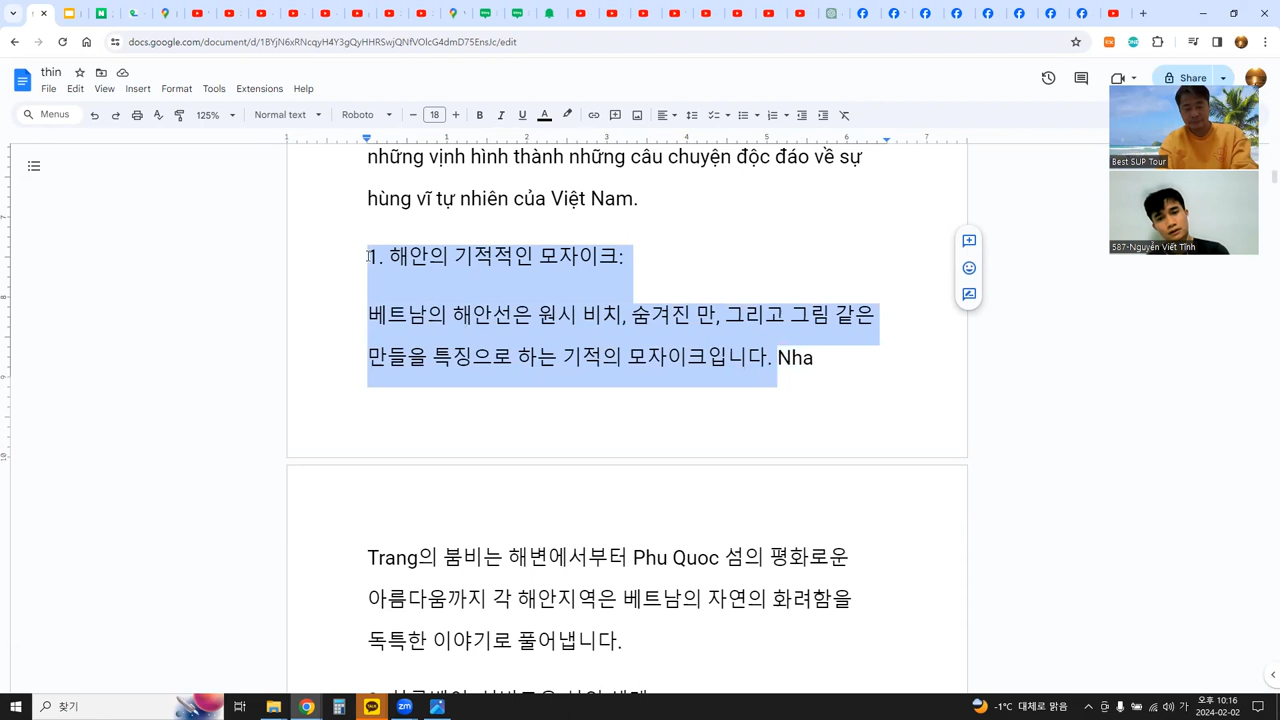 docs.google.com/document/d/1BYjN6xRNcqyH4Y3gQyHHRSwjQNfVOlcG4dmD75EnsJc/edit
thin
File Edit View Insert Format Tools Extensions Help
Share
Menus
125%
Normal text
Roboto
18
những vịnh hình thành những câu chuyện độc đáo về sự
hùng vĩ tự nhiên của Việt Nam.
1. 해안의 기적적인 모자이크:
베트남의 해안선은 원시 비치, 숨겨진 만, 그리고 그림 같은
만들을 특징으로 하는 기적의 모자이크입니다. Nha
Trang의 붐비는 해변에서부터 Phu Quoc 섬의 평화로운
아름다움까지 각 해안지역은 베트남의 자연의 화려함을
독특한 이야기로 풀어냅니다.
Best SUP Tour
587-Nguyễn Viết Tĩnh
찾기
-1°C 대체로 맑음
오후 10:16
2024-02-02